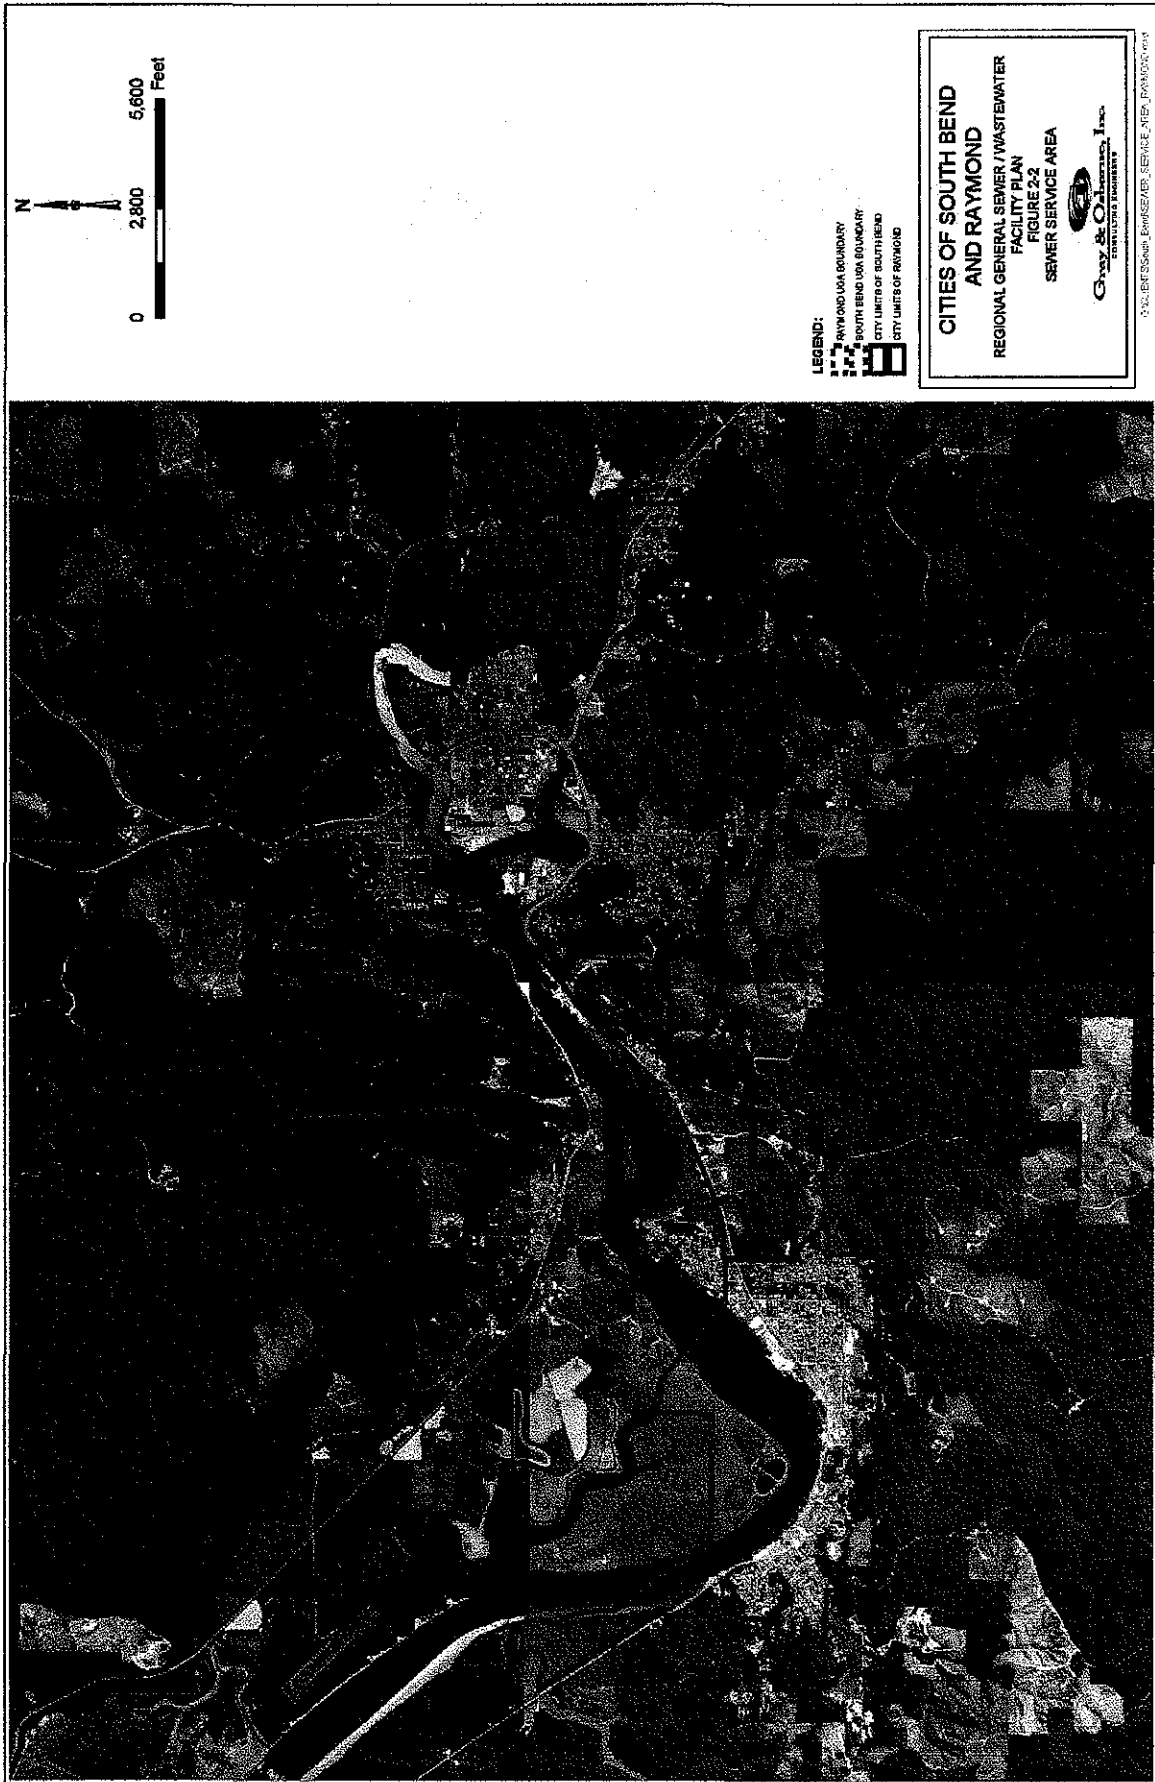 N
0 2,800 5,600
Feet
LEGEND:
RAYMOND UGA BOUNDARY
SOUTH BEND UGA BOUNDARY
CITY LIMITS OF SOUTH BEND
CITY LIMITS OF RAYMOND
CITIES OF SOUTH BEND
AND RAYMOND
REGIONAL GENERAL SEWER / WASTEWATER
FACILITY PLAN
FIGURE 2-2
SEWER SERVICE AREA
Gray & Osborne, Inc.
CONSULTING ENGINEERS